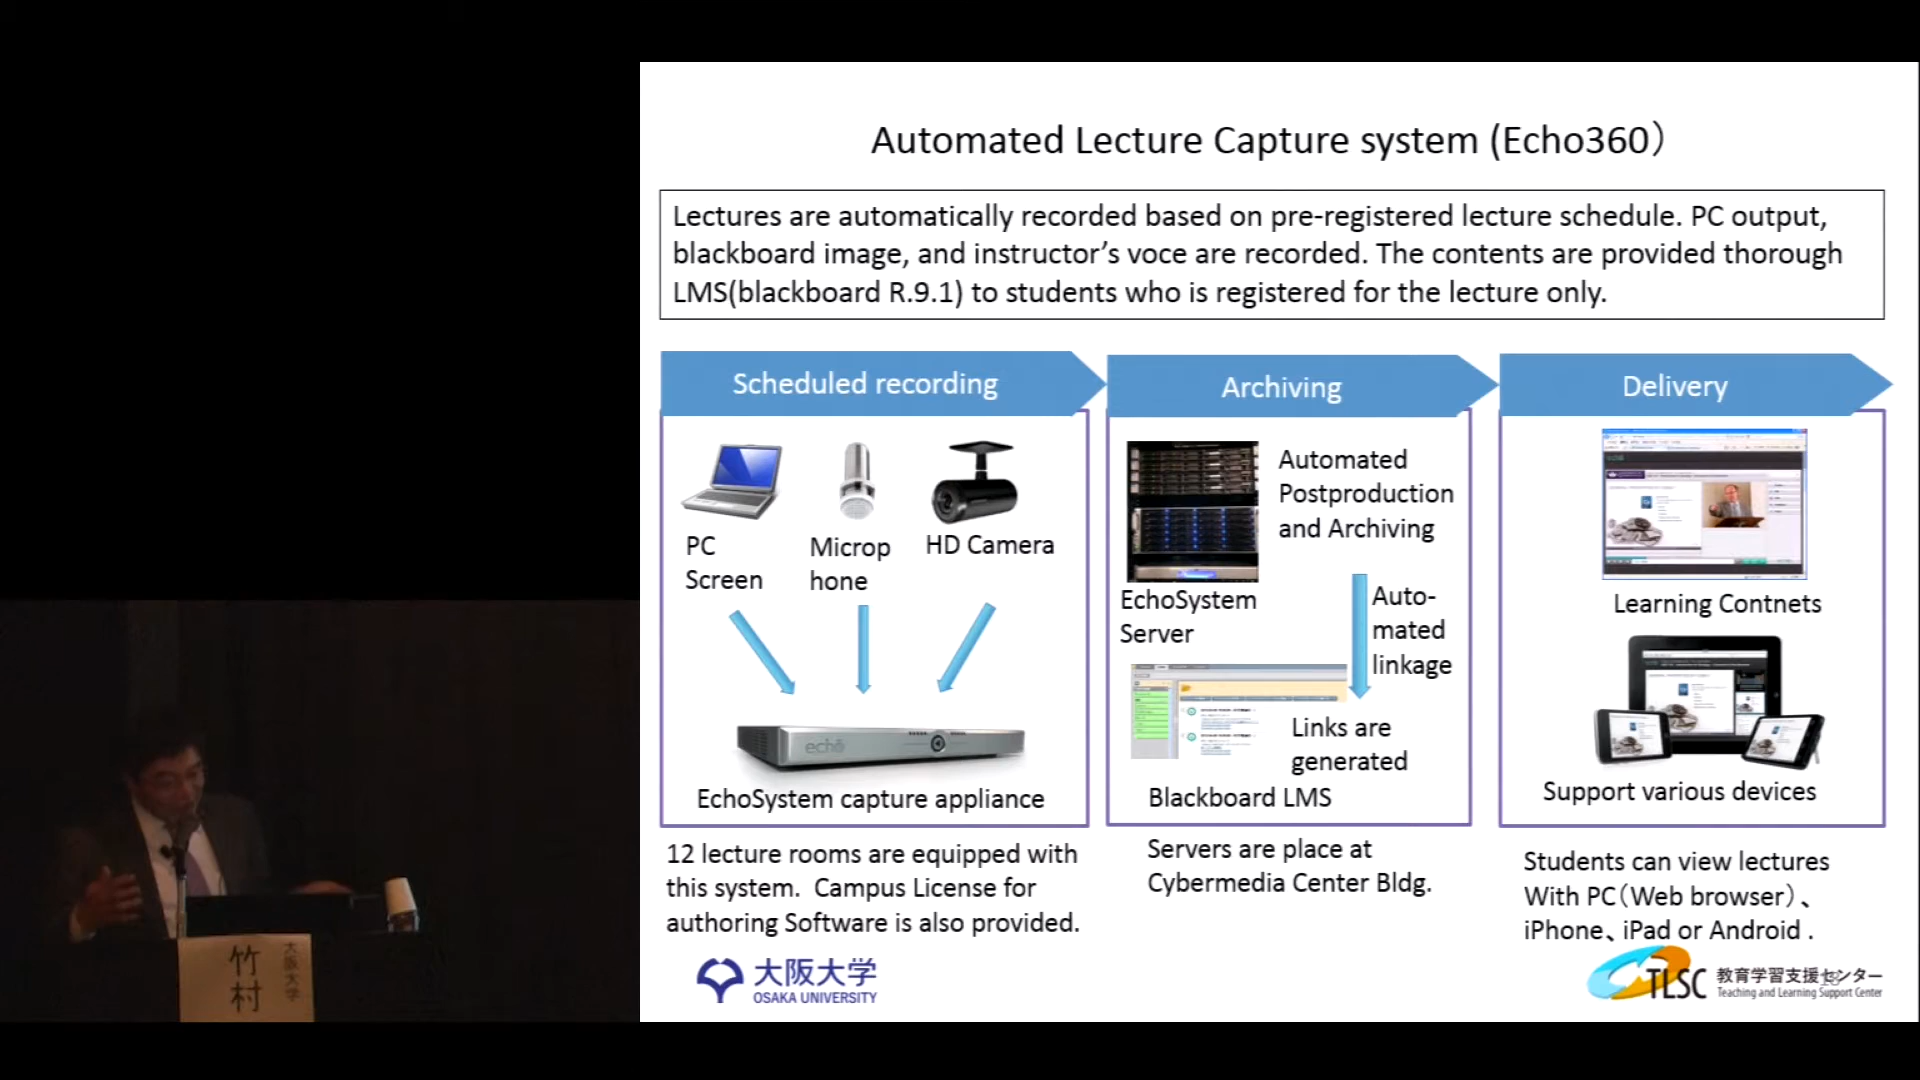 Automated Lecture Capture system (Echo360）
Lectures are automatically recorded based on pre-registered lecture schedule. PC output,
blackboard image, and instructor's voce are recorded. The contents are provided thorough
LMS(blackboard R.9.1) to students who is registered for the lecture only.
Scheduled recording
PC
Screen
Microp
hone
HD Camera
echo
EchoSystem capture appliance
12 lecture rooms are equipped with
this system. Campus License for
authoring Software is also provided.
Archiving
Automated
Postproduction
and Archiving
EchoSystem
Server
Auto-
mated
linkage
Links are
generated
Blackboard LMS
Servers are place at
Cybermedia Center Bldg.
Delivery
Learning Contnets
Support various devices
Students can view lectures
With PC（Web browser）、
iPhone、iPad or Android .
大阪大学
OSAKA UNIVERSITY
TLSC
教育学習支援センター
Teaching and Learning Support Center
大阪大学
竹村